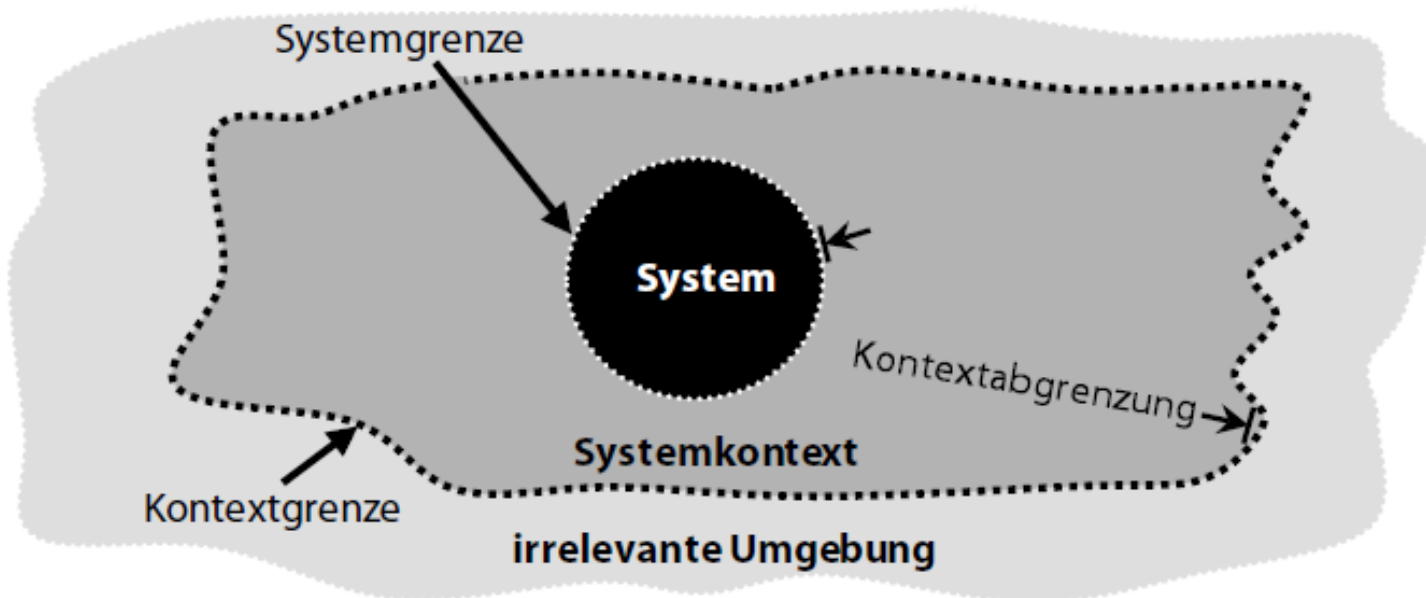 Systemgrenze
System
Kontextabgrenzung
Systemkontext
Kontextgrenze
irrelevante Umgebung